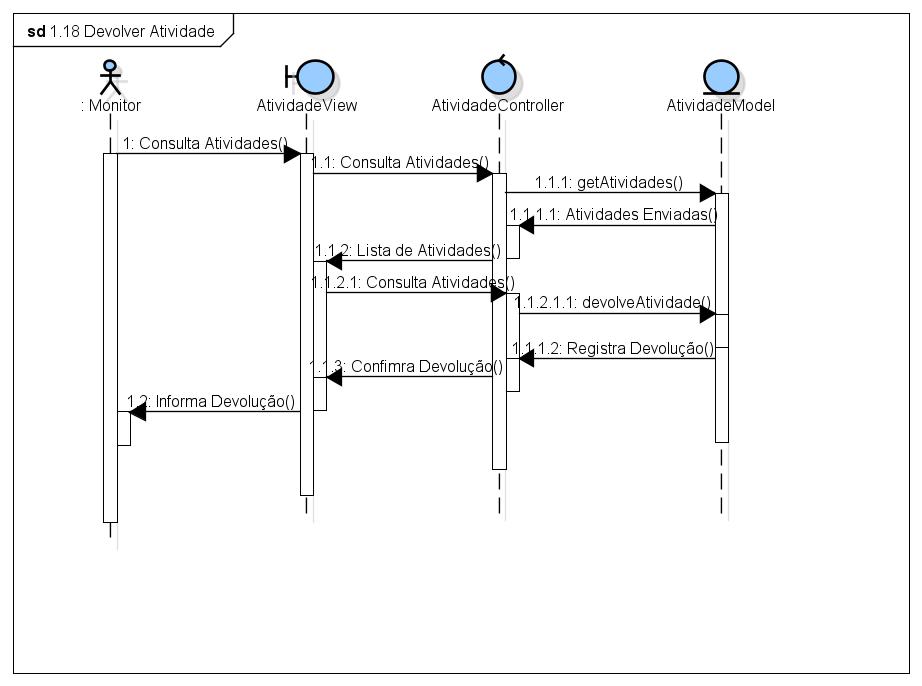 sd 1.18 Devolver Atividade
: Monitor
AtividadeView
AtividadeController
AtividadeModel
1: Consulta Atividades()
1.1: Consulta Atividades()
1.1.1: getAtividades()
1.1.1.1: Atividades Enviadas()
1.1.2: Lista de Atividades()
1.1.2.1: Consulta Atividades()
1.1.2.1.1: devolveAtividade()
1.1.1.2: Registra Devolução()
1.1.3: Confimra Devolução()
1.2: Informa Devolução()